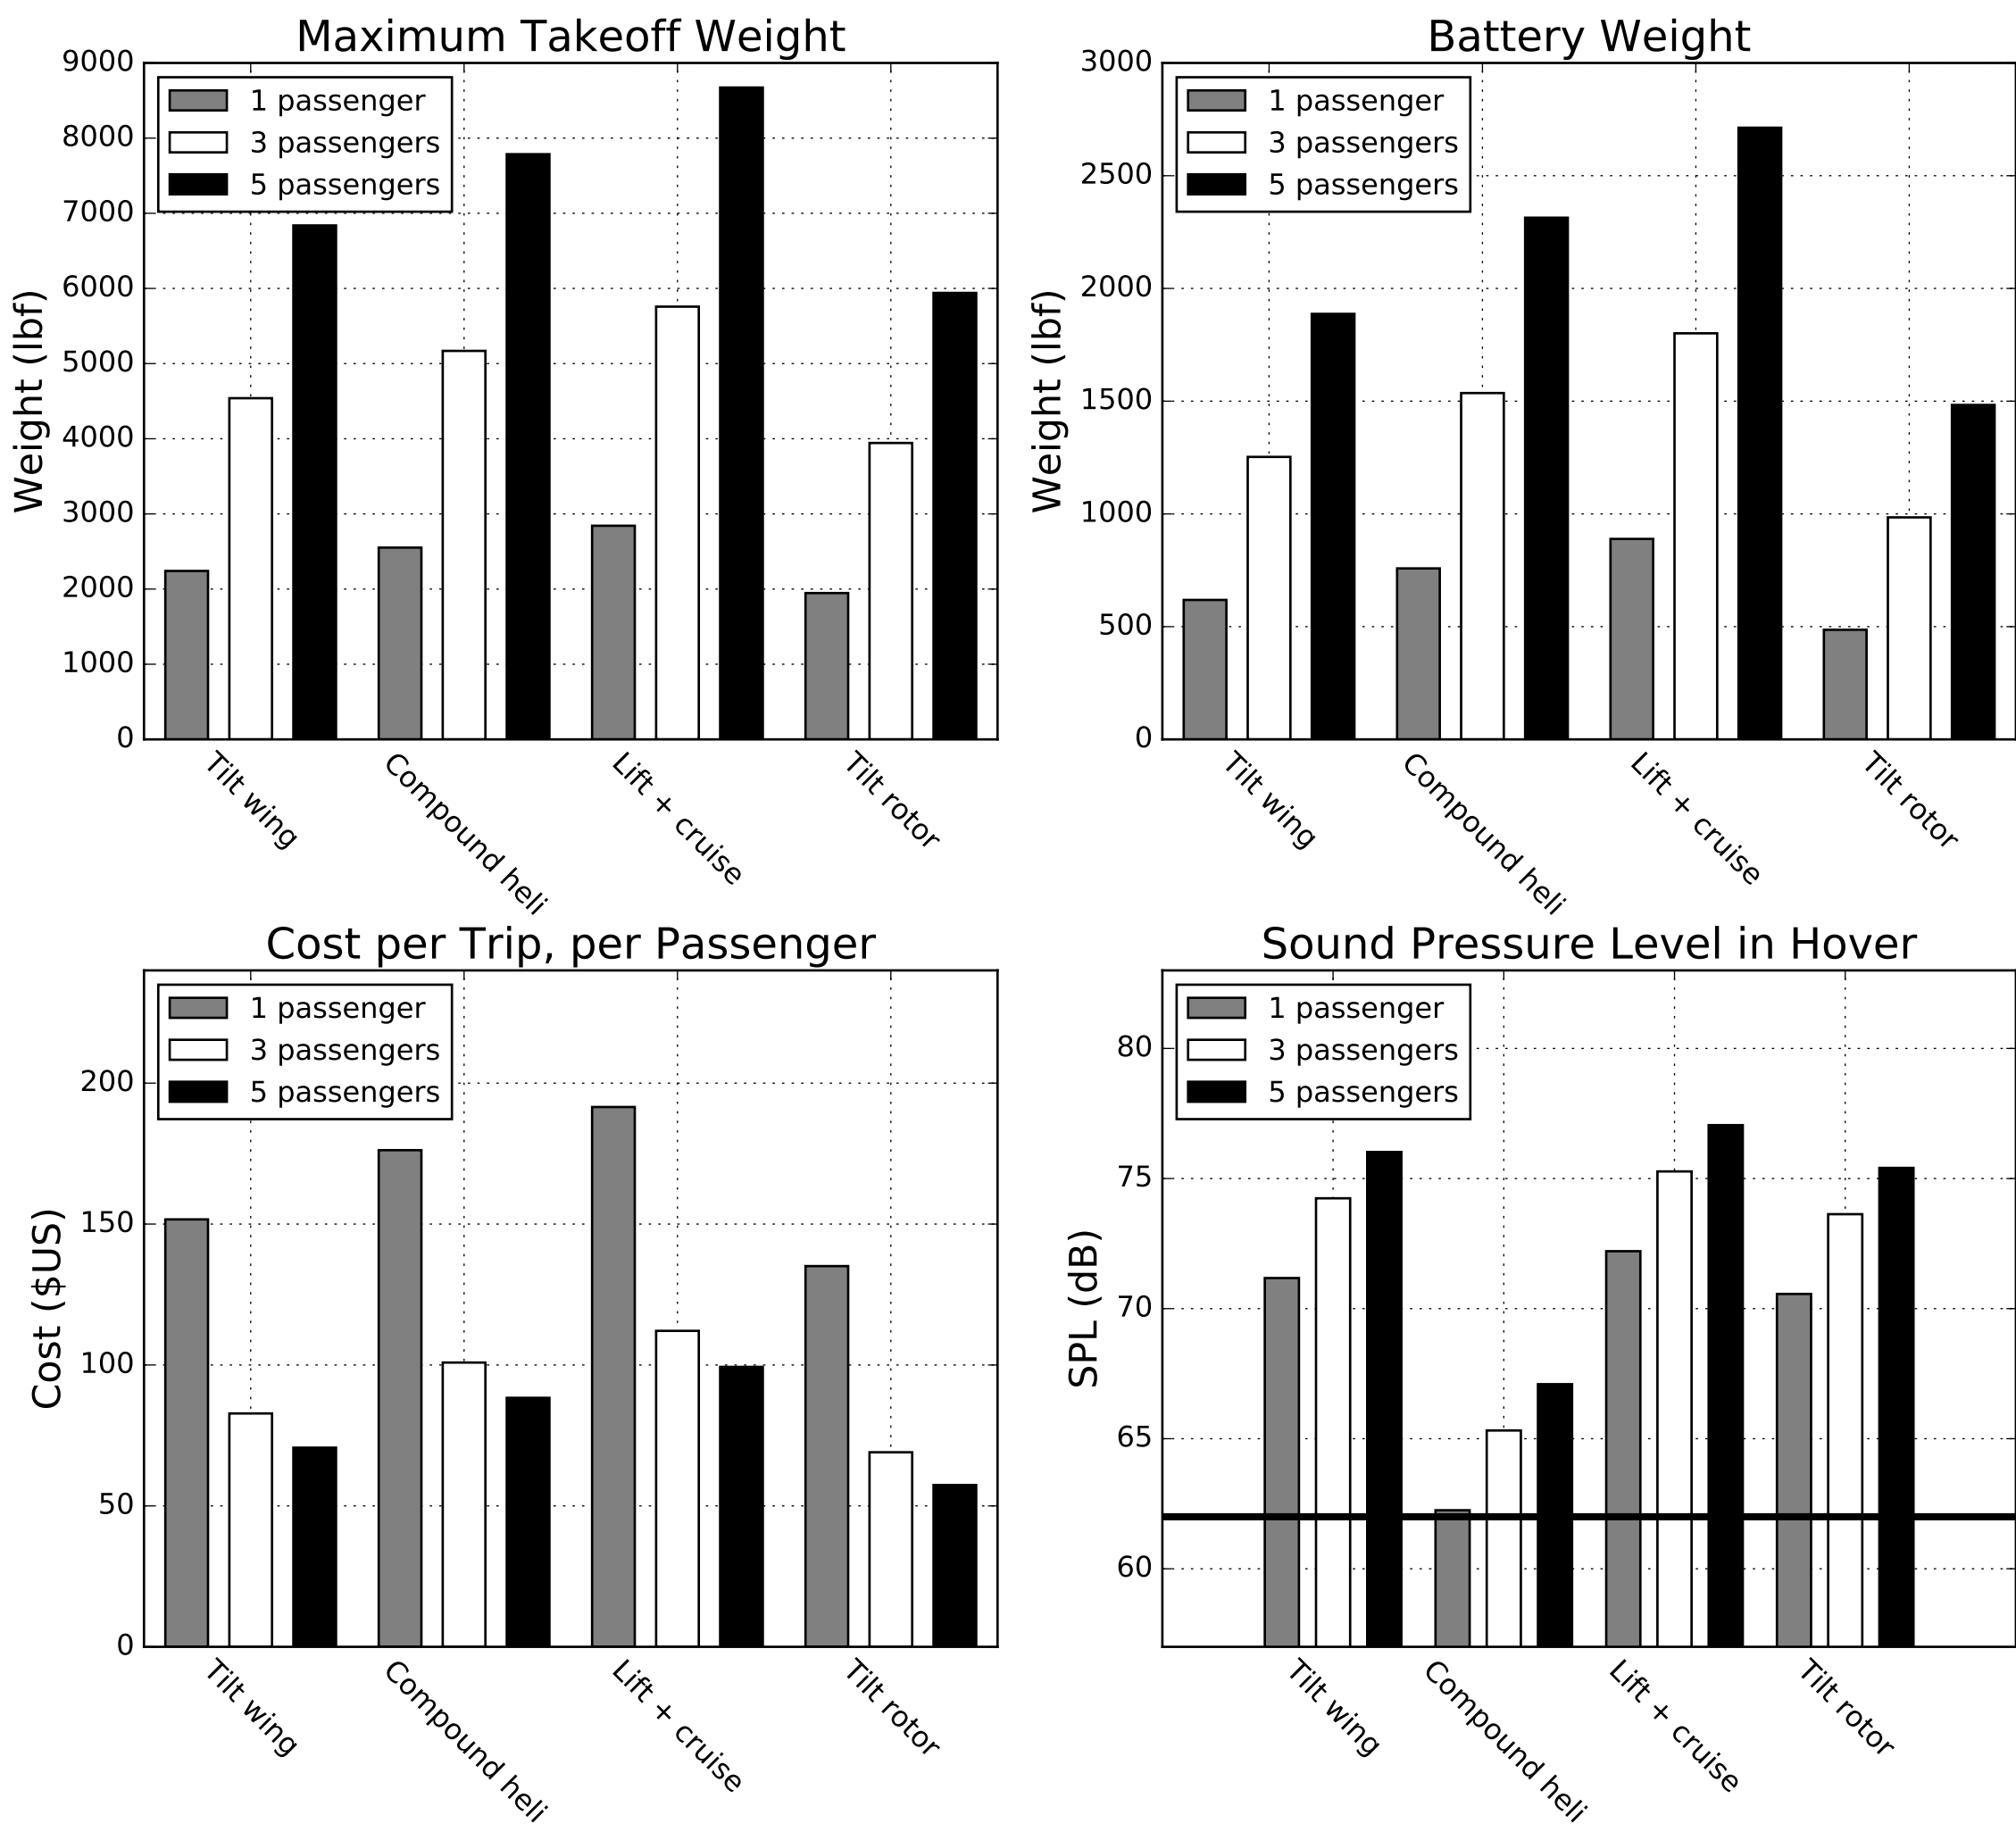 Maximum Takeoff Weight
9000
8000
7000
6000
5000
4000
3000
2000
1000
0
Weight (lbf)
1 passenger
3 passengers
5 passengers
Tilt wing
Compound heli
Lift + cruise
Tilt rotor
Battery Weight
3000
2500
2000
1500
1000
500
0
Weight (lbf)
1 passenger
3 passengers
5 passengers
Tilt wing
Compound heli
Lift + cruise
Tilt rotor
Cost per Trip, per Passenger
200
150
100
50
0
Cost ($US)
1 passenger
3 passengers
5 passengers
Tilt wing
Compound heli
Lift + cruise
Tilt rotor
Sound Pressure Level in Hover
80
75
70
65
60
SPL (dB)
1 passenger
3 passengers
5 passengers
Tilt wing
Compound heli
Lift + cruise
Tilt rotor